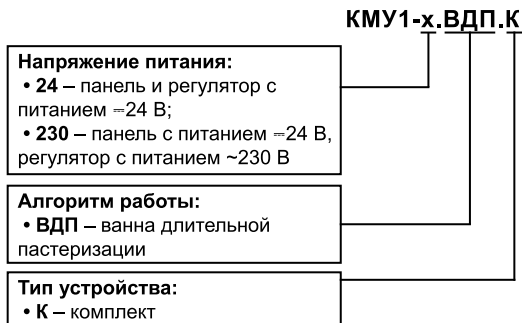 КМУ1-х.ВДП.К
Напряжение питания:
• 24 – панель и регулятор с
питанием ⎓24 В;
• 230 – панель с питанием ⎓24 В,
регулятор с питанием ~230 В
Алгоритм работы:
• ВДП – ванна длительной
пастеризации
Тип устройства:
• К – комплект